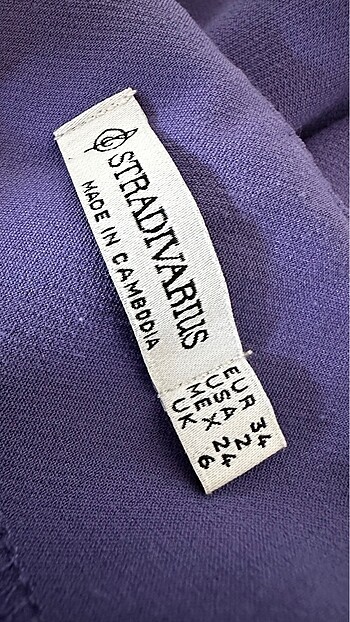 STRADIVARIUS
MADE IN CAMBODIA
EUR 34
USA 2
MEX 24
UK 6